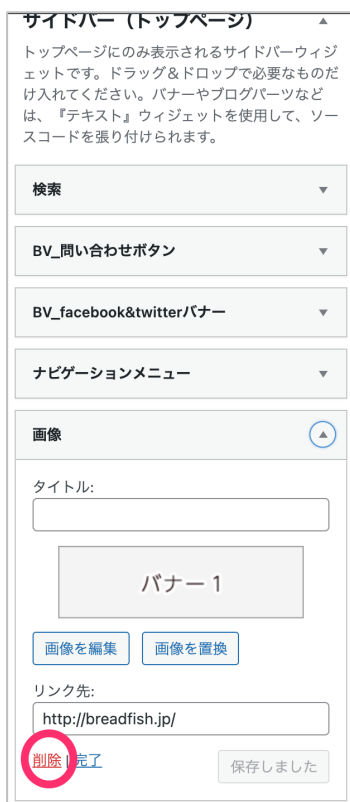 サイドバー（トップページ）
トップページにのみ表示されるサイドバーウィジ
ェットです。ドラッグ＆ドロップで必要なものだ
け入れてください。バナーやブログパーツなど
は、『テキスト』ウィジェットを使用して、ソー
スコードを張り付けられます。
検索
BV_問い合わせボタン
BV_facebook&twitterバナー
ナビゲーションメニュー
画像
タイトル:
バナー 1
画像を編集 画像を置換
リンク先:
http://breadfish.jp/
削除 | 完了 保存しました